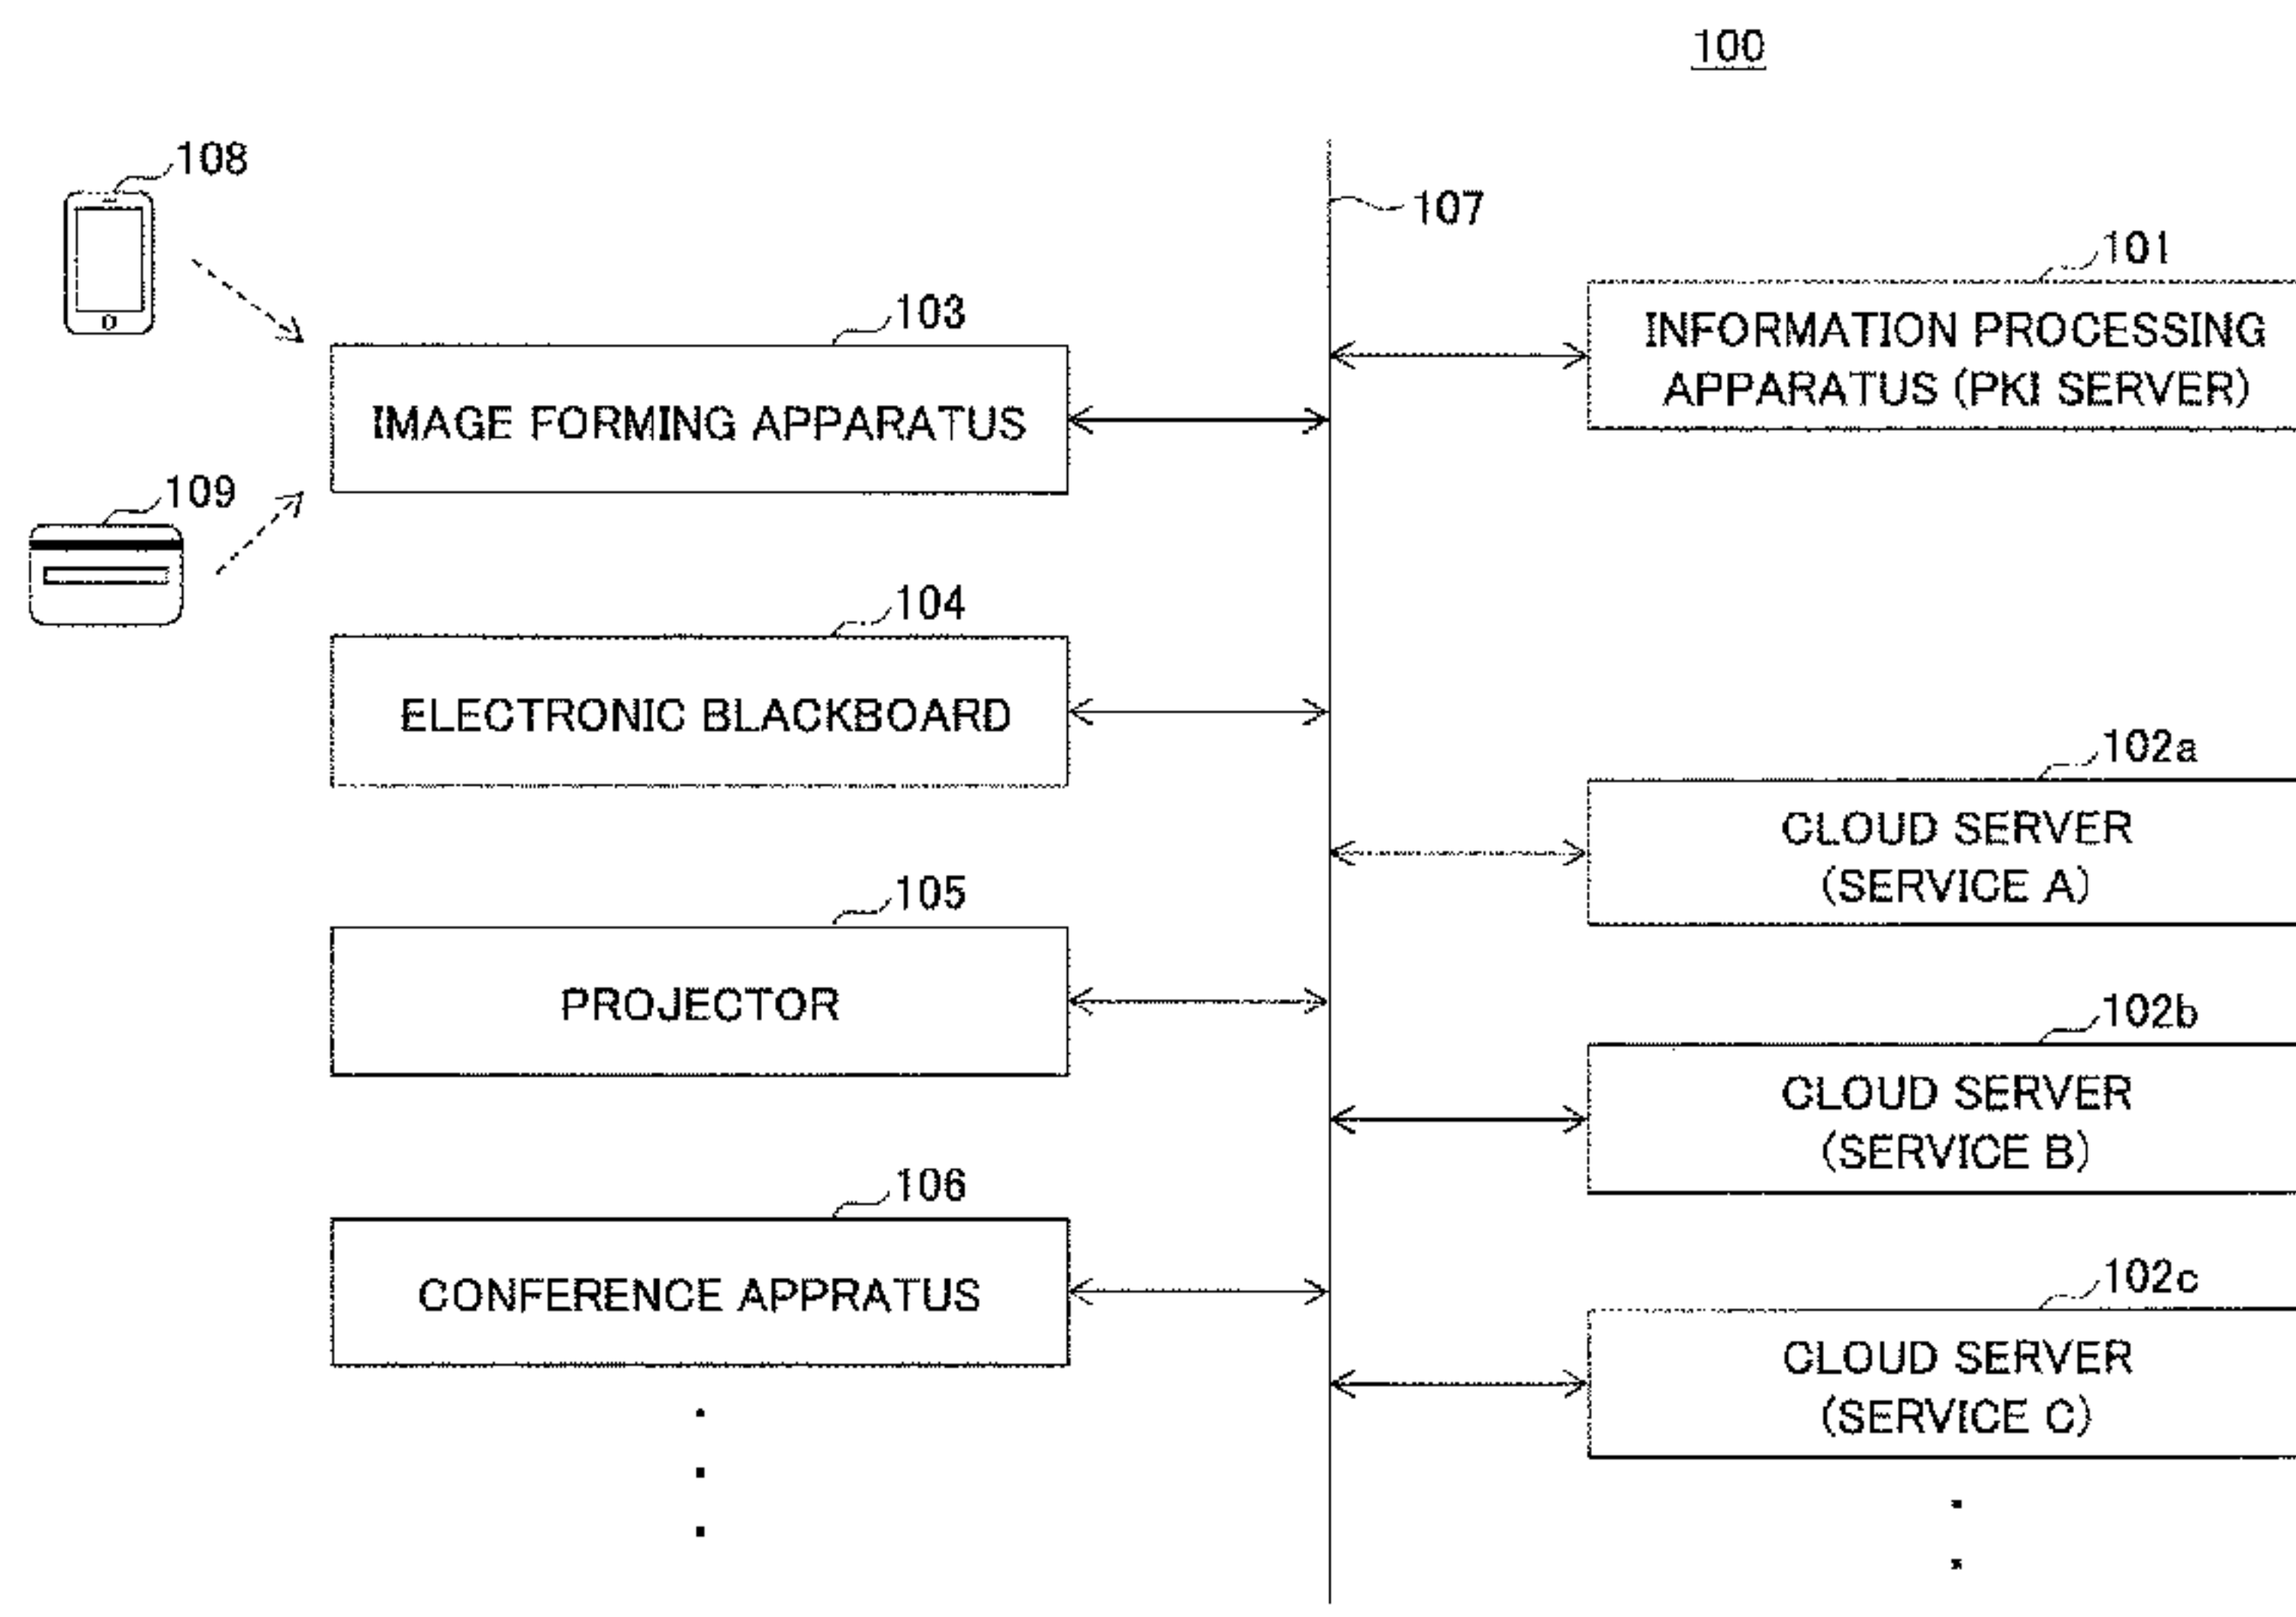 100
108
107
101
103
INFORMATION PROCESSING
APPARATUS (PKI SERVER)
IMAGE FORMING APPARATUS
109
104
ELECTRONIC BLACKBOARD
102a
CLOUD SERVER
(SERVICE A)
105
PROJECTOR
102b
CLOUD SERVER
(SERVICE B)
106
CONFERENCE APPRATUS
102c
CLOUD SERVER
(SERVICE C)